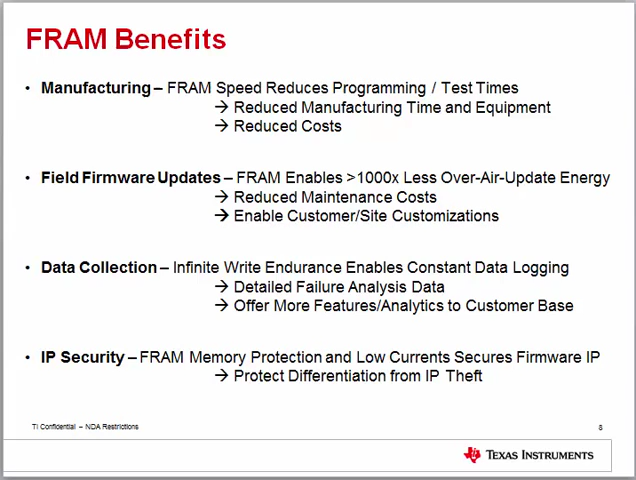 FRAM Benefits
• Manufacturing – FRAM Speed Reduces Programming / Test Times
→ Reduced Manufacturing Time and Equipment
→ Reduced Costs
• Field Firmware Updates – FRAM Enables >1000x Less Over-Air-Update Energy
→ Reduced Maintenance Costs
→ Enable Customer/Site Customizations
• Data Collection – Infinite Write Endurance Enables Constant Data Logging
→ Detailed Failure Analysis Data
→ Offer More Features/Analytics to Customer Base
• IP Security – FRAM Memory Protection and Low Currents Secures Firmware IP
→ Protect Differentiation from IP Theft
TI Confidential – NDA Restrictions
8
TEXAS INSTRUMENTS